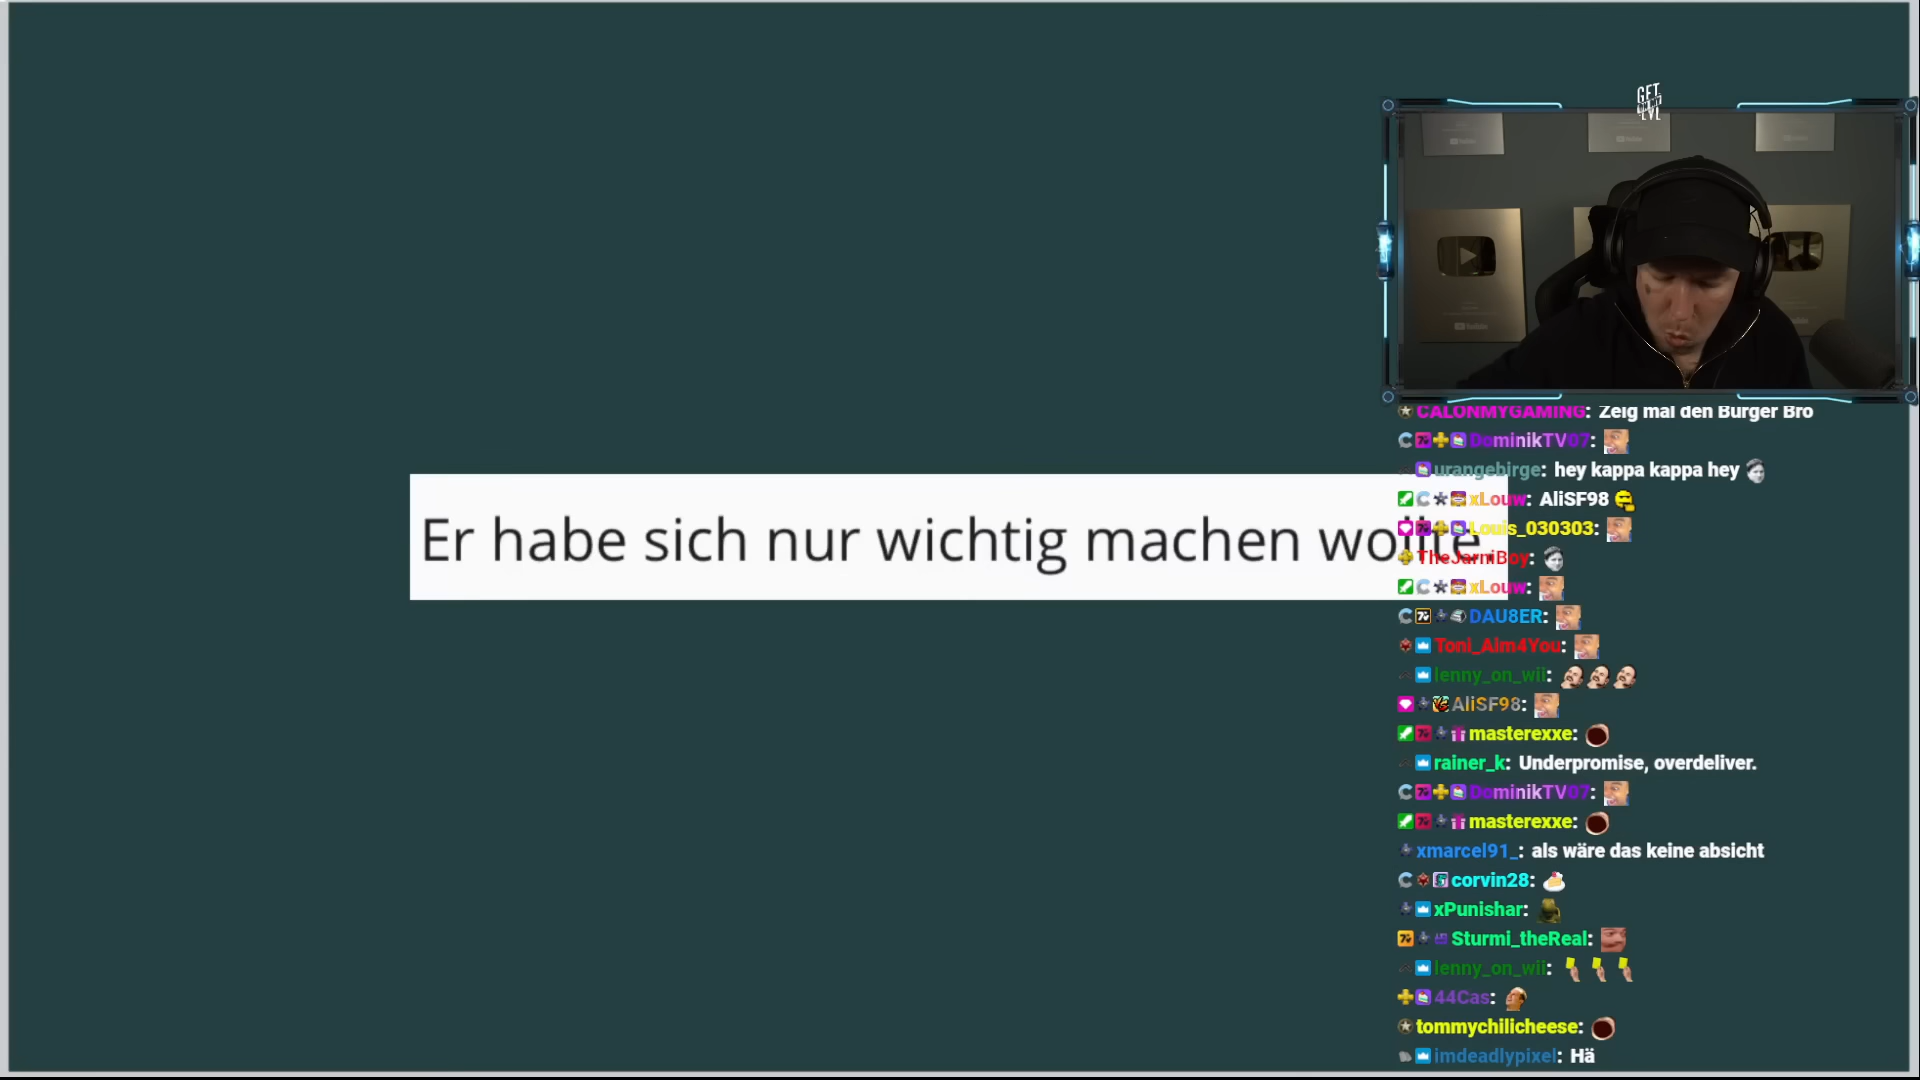 GET
LVL
CALONMYGAMING: Zeig mal den Burger Bro
DominikTV07:
urangebirge: hey kappa kappa hey
xLouw: AliSF98
Louis_030303:
Er habe sich nur wichtig machen wollte.
TheJarniBoy:
xLouw:
DAU8ER:
Toni_Aim4You:
lenny_on_wii:
AliSF98:
masterexxe:
rainer_k: Underpromise, overdeliver.
DominikTV07:
masterexxe:
xmarcel91_: als wäre das keine absicht
corvin28:
xPunishar:
Sturmi_theReal:
lenny_on_wii:
44Cas:
tommychilicheese:
imdeadlypixel: Hä